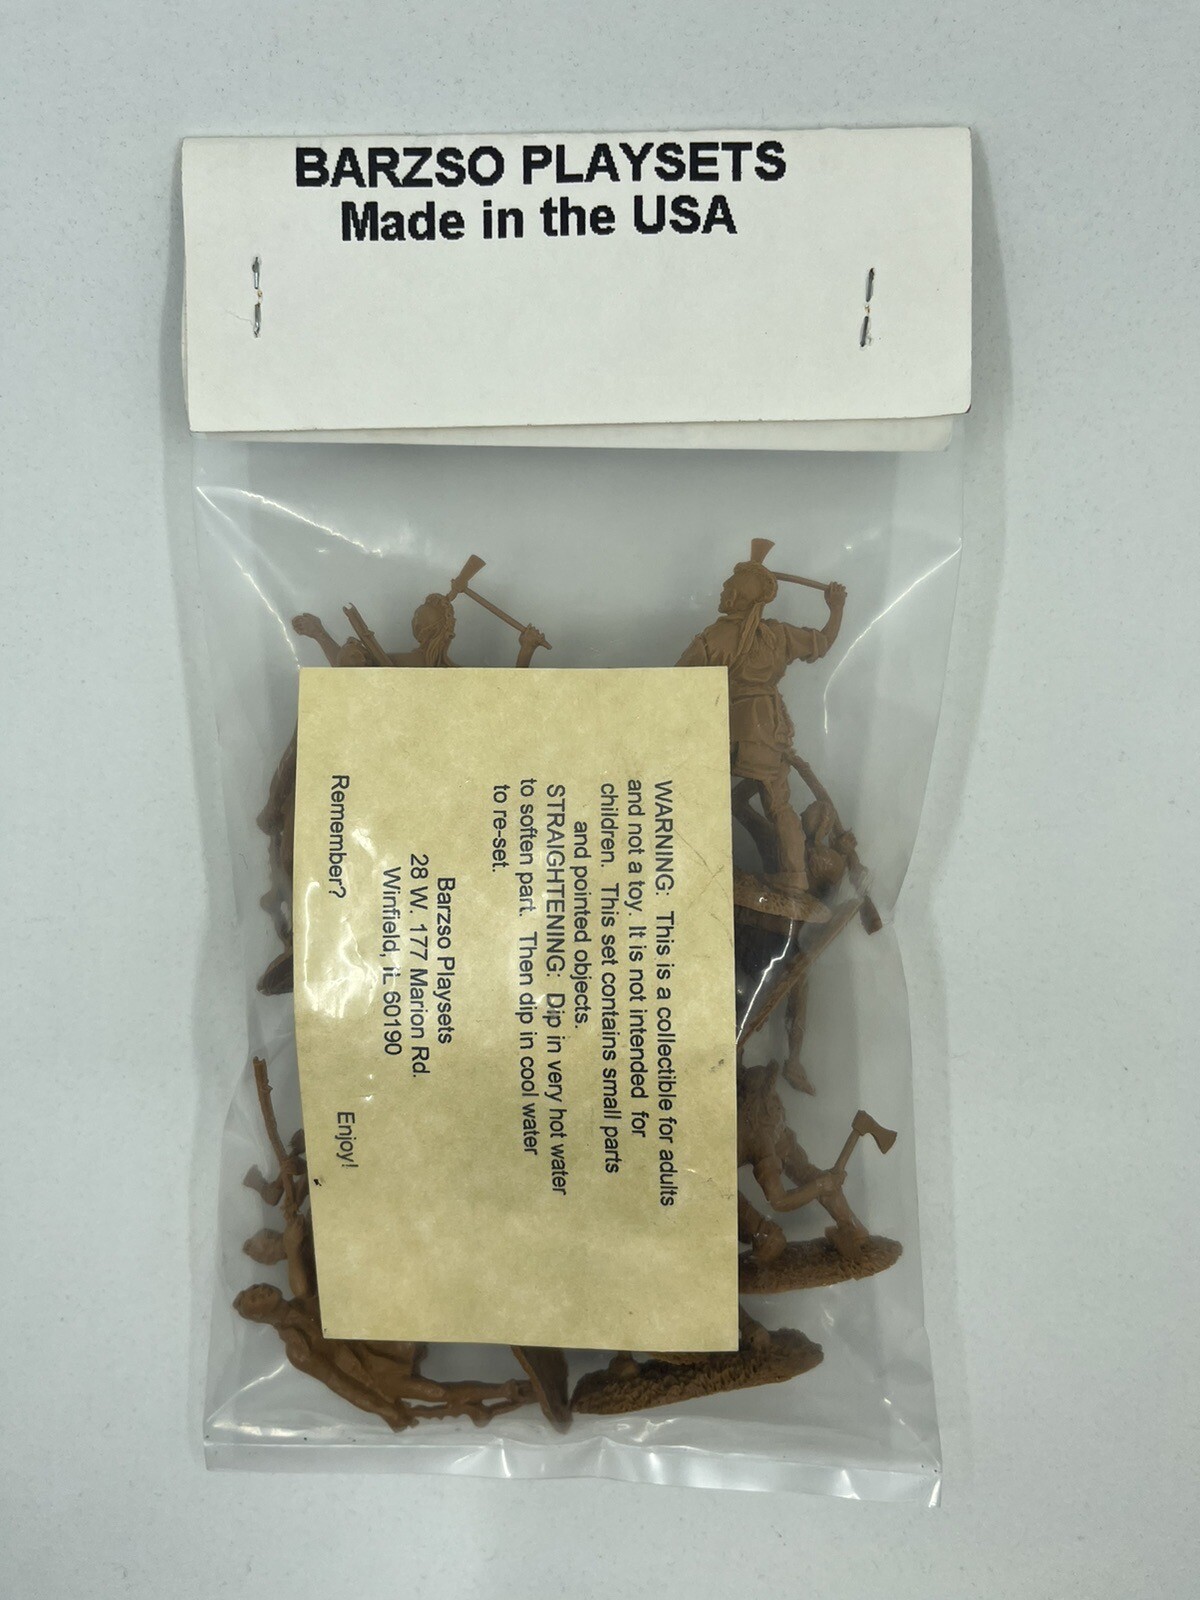 BARZSO PLAYSETS
Made in the USA
WARNING: This is a collectible for adults
and not a toy. It is not intended for
children. This set contains small parts
and pointed objects.
STRAIGHTENING: Dip in very hot water
to soften part. Then dip in cool water
to re-set.
Barzso Playsets
28 W. 177 Marion Rd.
Winfield, IL 60190
Remember? Enjoy!